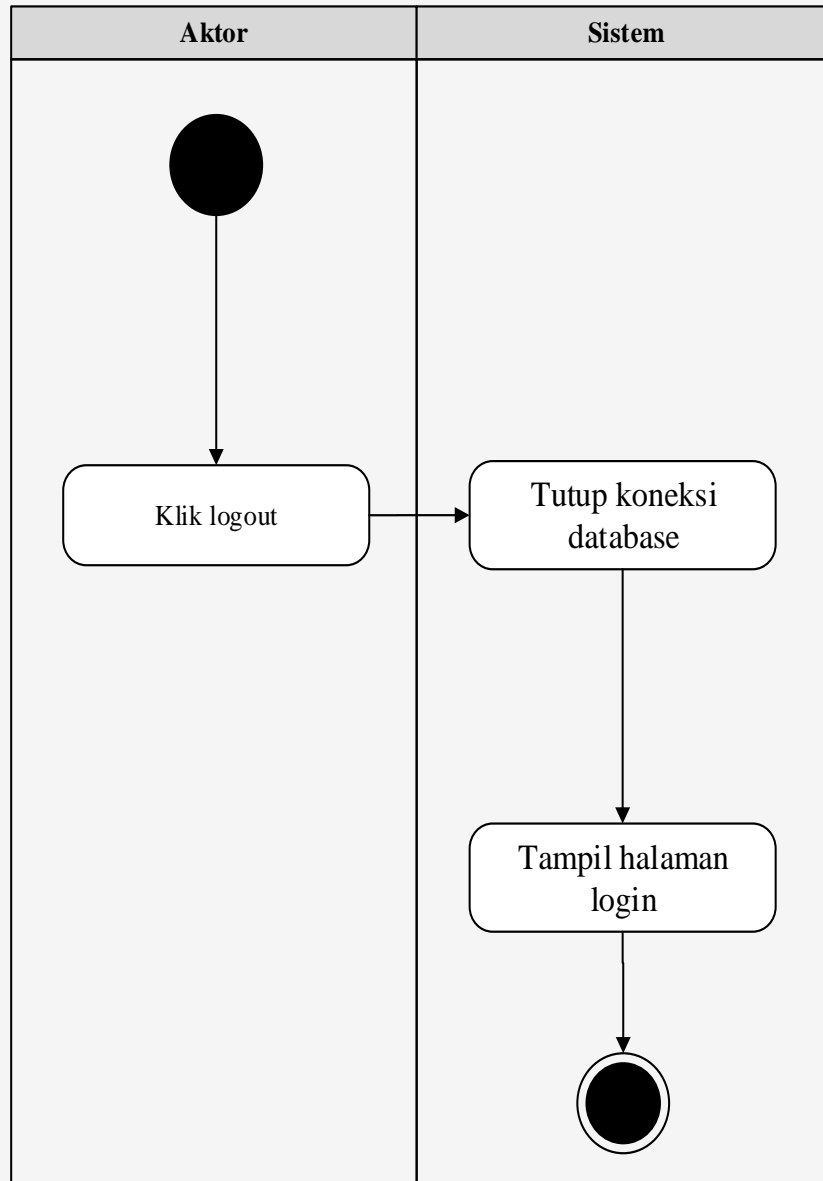 Aktor
Sistem
Klik logout
Tutup koneksi
database
Tampil halaman
login